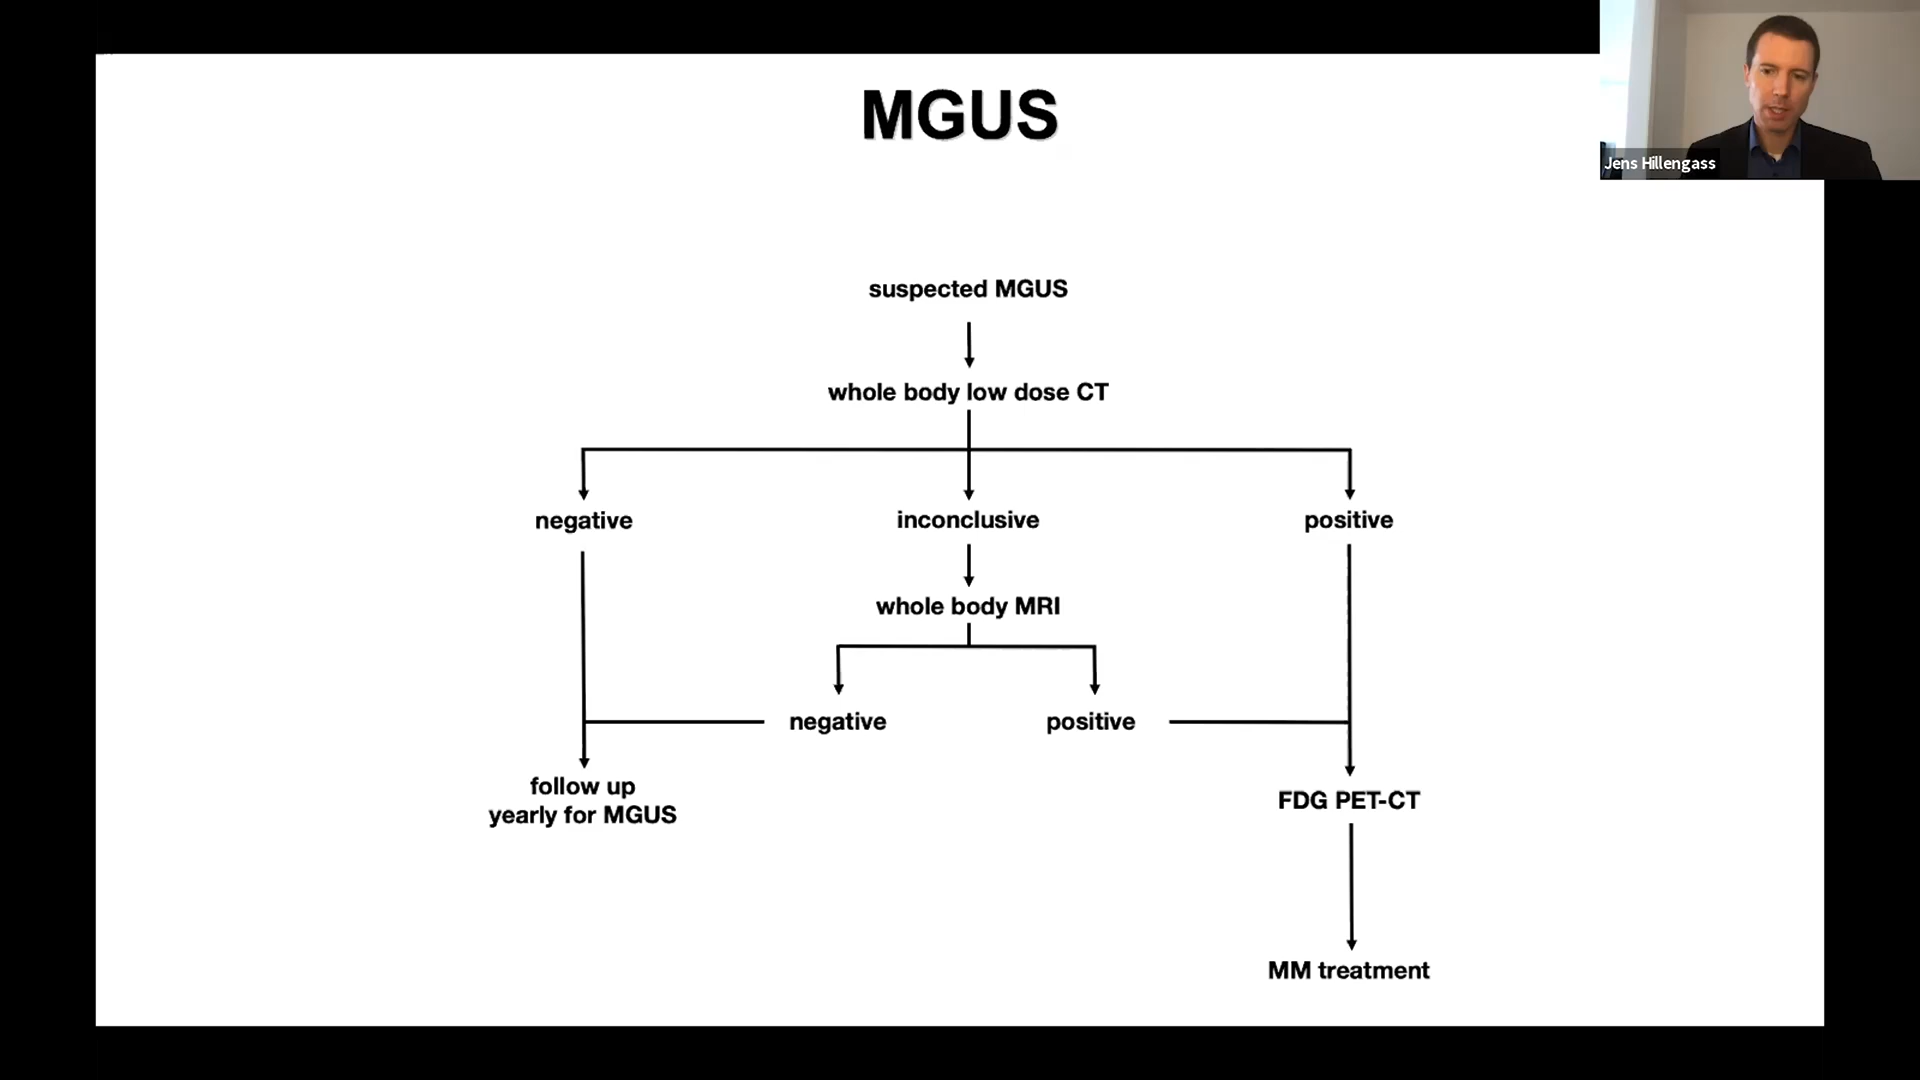 MGUS
Jens Hillengass
suspected MGUS
whole body low dose CT
negative
inconclusive
positive
whole body MRI
negative
positive
follow up
yearly for MGUS
FDG PET-CT
MM treatment